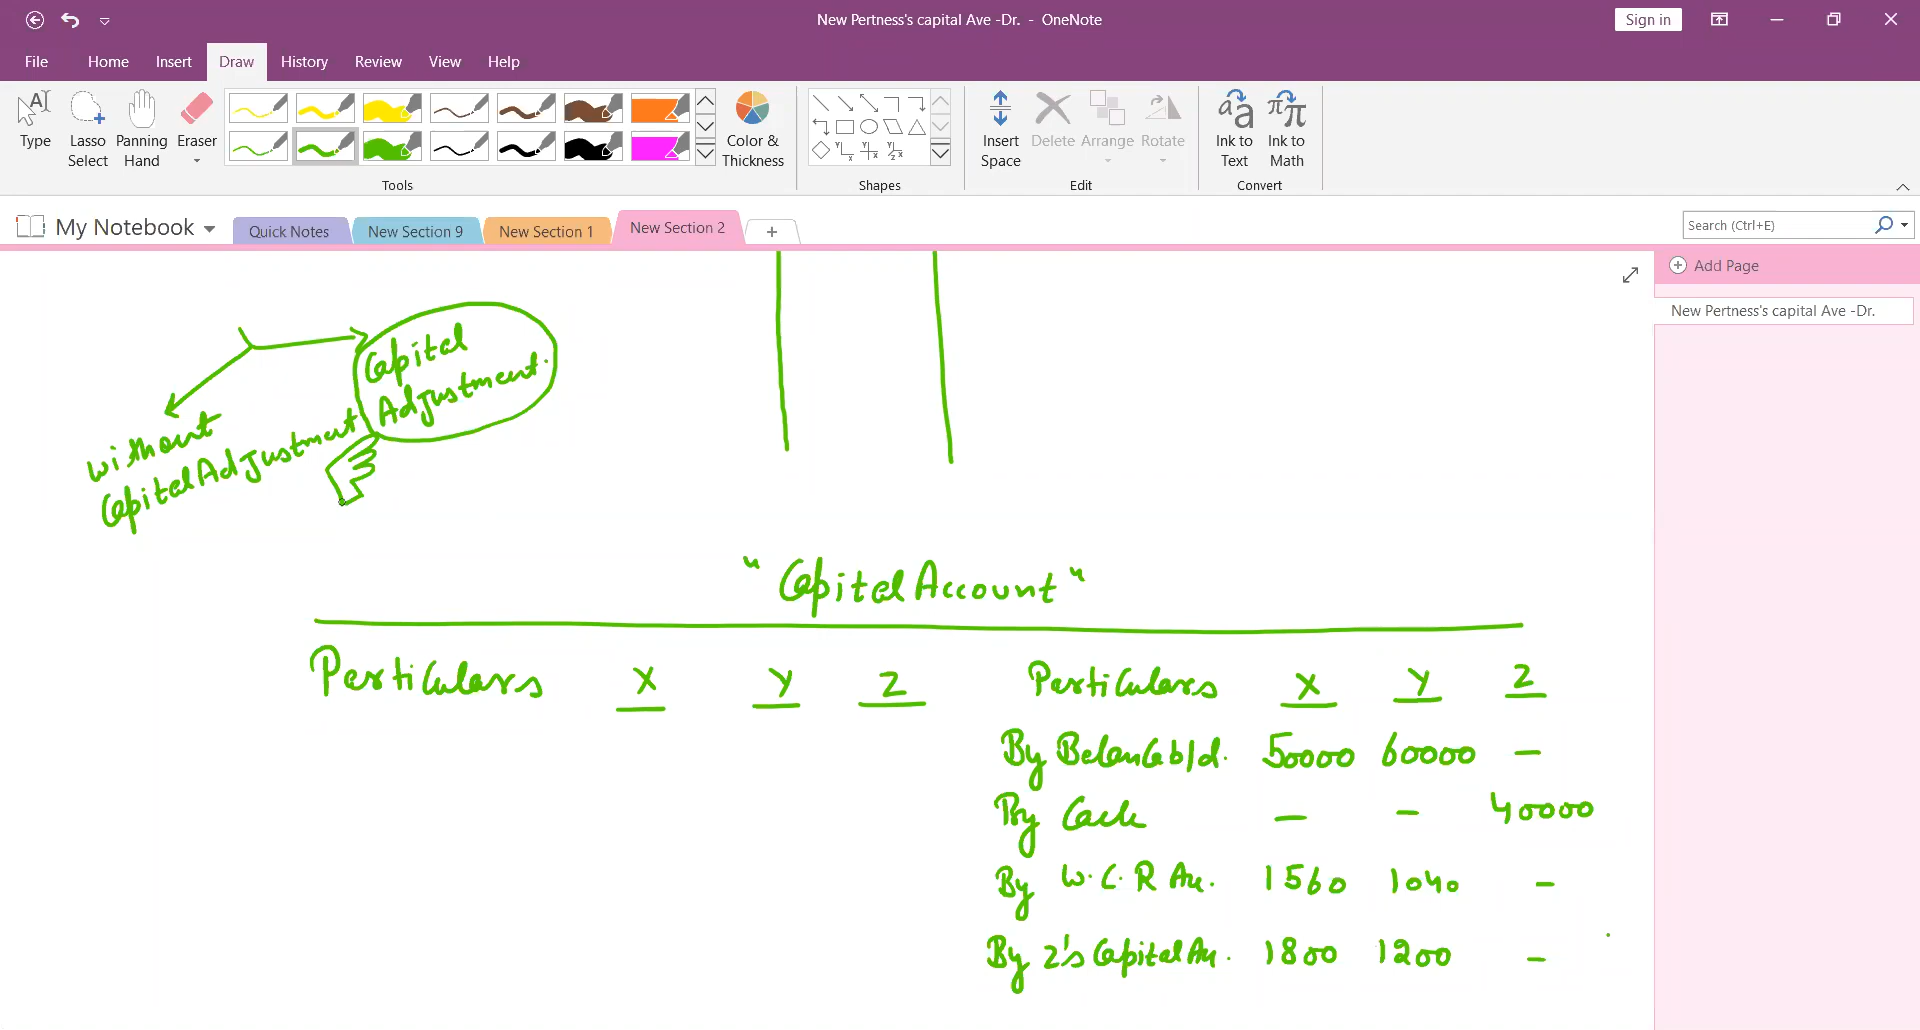 New Pertness's capital Ave -Dr. - OneNote
Sign in
File Home Insert Draw History Review View Help
Type
Lasso Select
Panning Hand
Eraser
Color & Thickness
Insert Space
Delete
Arrange
Rotate
Ink to Text
Ink to Math
Tools
Shapes
Edit
Convert
My Notebook
Quick Notes
New Section 9
New Section 1
New Section 2
Search (Ctrl+E)
Add Page
New Pertness's capital Ave -Dr.
Capital
Adjustment.
without
Capital Adjustment
"Capital Account"
Perticulars X Y Z Perticulars X Y Z
By Balance b/d. 50000 60000 -
By Cash - - 40000
By W.C.R A/c. 1560 1040 -
By Z's Capital A/c. 1800 1200 -